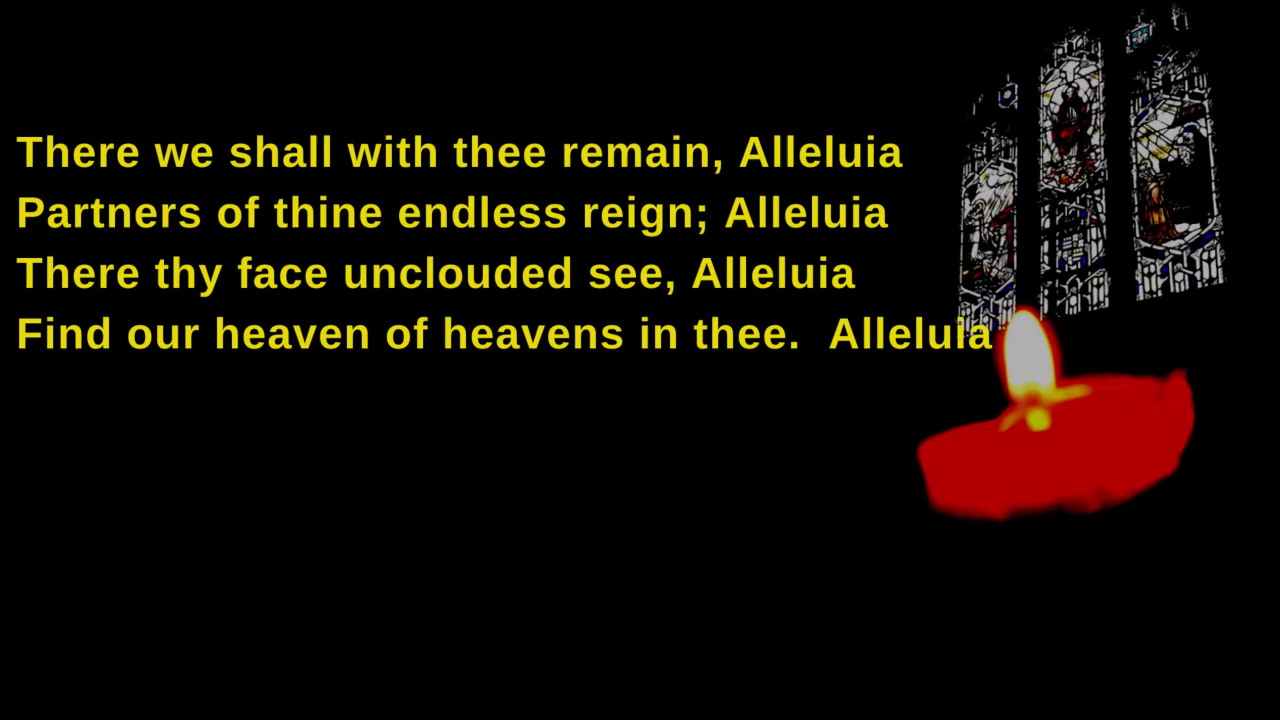 There we shall with thee remain, Alleluia
Partners of thine endless reign; Alleluia
There thy face unclouded see, Alleluia
Find our heaven of heavens in thee.  Alleluia